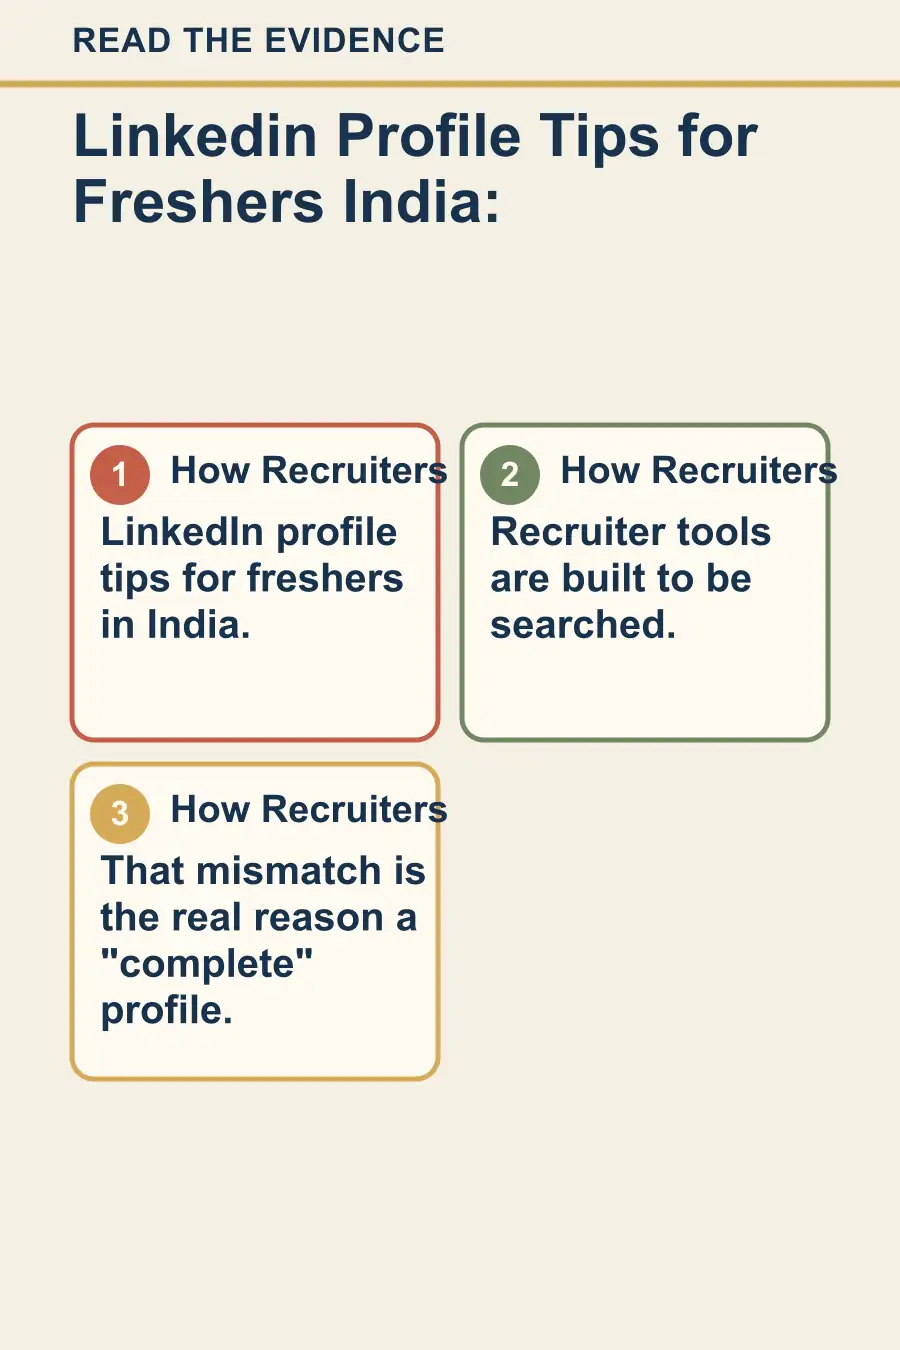 READ THE EVIDENCE
Linkedin Profile Tips for
Freshers India:
1 How Recruiters
LinkedIn profile
tips for freshers
in India.
2 How Recruiters
Recruiter tools
are built to be
searched.
3 How Recruiters
That mismatch is
the real reason a
"complete"
profile.